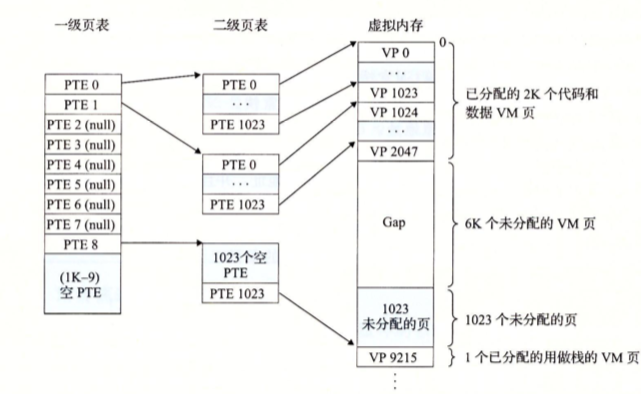 一级页表
二级页表
虚拟内存
PTE 0
PTE 1
PTE 2 (null)
PTE 3 (null)
PTE 4 (null)
PTE 5 (null)
PTE 6 (null)
PTE 7 (null)
PTE 8
(1K–9)
空 PTE
PTE 0
...
PTE 1023
PTE 0
...
PTE 1023
1023个空
PTE
PTE 1023
0
VP 0
...
VP 1023
VP 1024
...
VP 2047
Gap
1023
未分配的页
VP 9215
⋮
已分配的 2K 个代码和
数据 VM 页
6K 个未分配的 VM 页
1023 个未分配的页
1 个已分配的用做栈的 VM 页